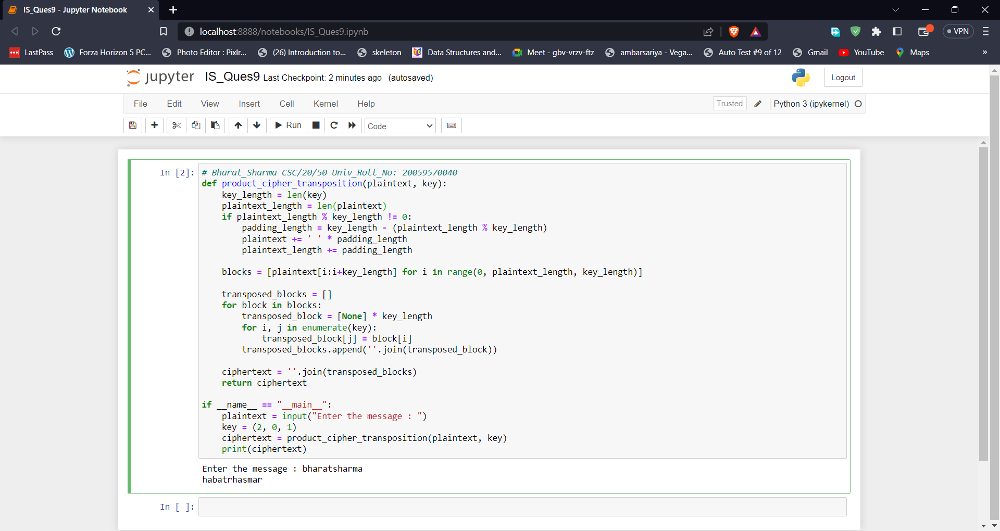 IS_Ques9 - Jupyter Notebook
localhost:8888/notebooks/IS_Ques9.ipynb
VPN
LastPass
Forza Horizon 5 PC...
Photo Editor : Pixlr...
(26) Introduction to...
skeleton
Data Structures and...
Meet - gbv-vrzv-ftz
ambarsariya - Vega...
Auto Test #9 of 12
Gmail
YouTube
Maps
»
jupyter IS_Ques9 Last Checkpoint: 2 minutes ago (autosaved)
Logout
File Edit View Insert Cell Kernel Help
Trusted
Python 3 (ipykernel)
Run
Code
In [2]:
# Bharat_Sharma CSC/20/50 Univ_Roll_No: 20059570040
def product_cipher_transposition(plaintext, key):
    key_length = len(key)
    plaintext_length = len(plaintext)
    if plaintext_length % key_length != 0:
        padding_length = key_length - (plaintext_length % key_length)
        plaintext += ' ' * padding_length
        plaintext_length += padding_length

    blocks = [plaintext[i:i+key_length] for i in range(0, plaintext_length, key_length)]

    transposed_blocks = []
    for block in blocks:
        transposed_block = [None] * key_length
        for i, j in enumerate(key):
            transposed_block[j] = block[i]
        transposed_blocks.append(''.join(transposed_block))

    ciphertext = ''.join(transposed_blocks)
    return ciphertext

if __name__ == "__main__":
    plaintext = input("Enter the message : ")
    key = (2, 0, 1)
    ciphertext = product_cipher_transposition(plaintext, key)
    print(ciphertext)
Enter the message : bharatsharma
habatrhasmar
In [ ]: